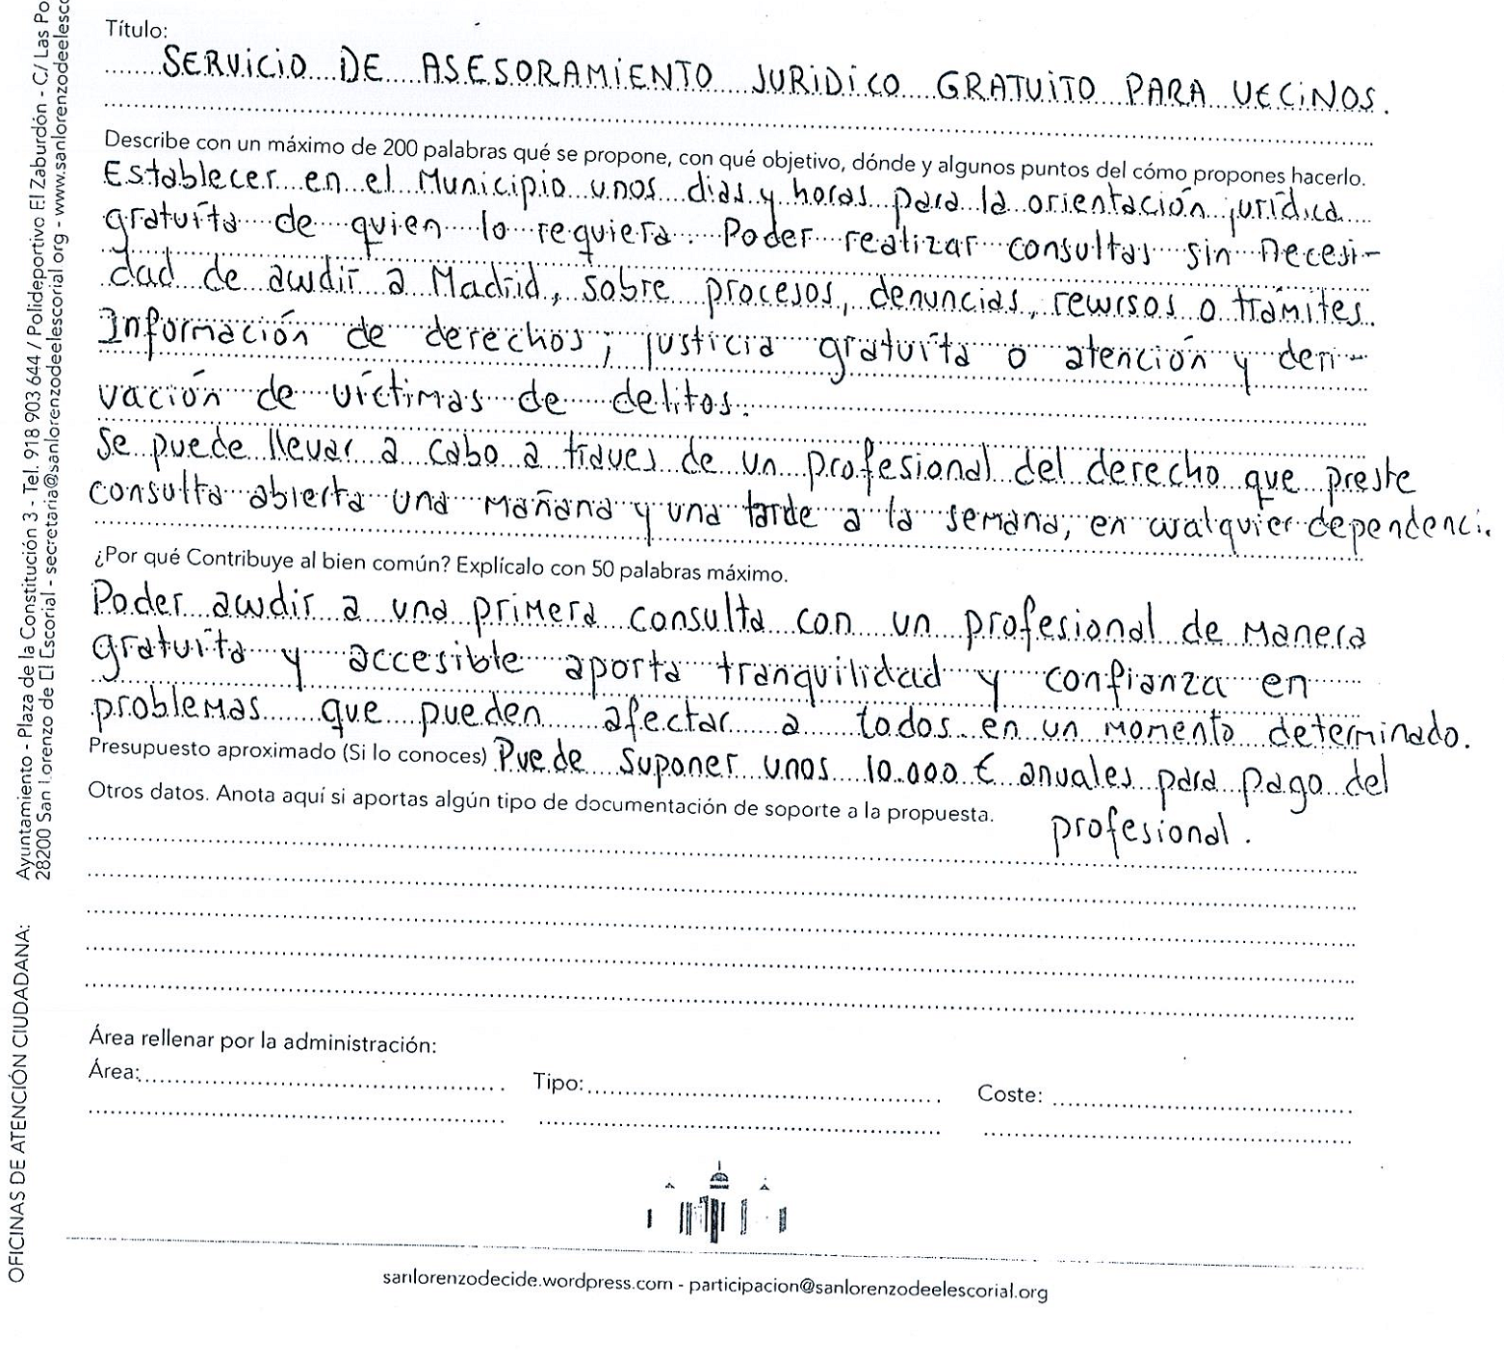 Título:
SERVICIO DE ASESORAMIENTO JURIDICO GRATUITO PARA VECINOS.
Describe con un máximo de 200 palabras qué se propone, con qué objetivo, dónde y algunos puntos del cómo propones hacerlo.
Establecer en el Municipio unos dias y horas para la orientación jurídica
gratuíta de quien lo requiera. Poder realizar consultas sin necesi-
dad de acudir a Madrid, sobre procesos, denuncias, recursos o trámites.
Información de derechos, justicia gratuíta o atención y deri-
vación de víctimas de delitos.
Se puede llevar a cabo a traves de un profesional del derecho que preste
consulta abierta una mañana y una tarde a la semana, en cualquier dependenci.
¿Por qué Contribuye al bien común? Explícalo con 50 palabras máximo.
Poder acudir a una primera consulta con un profesional de manera
gratuíta y accesible aporta tranquilidad y confianza en
problemas que pueden afectar a todos en un momento determinado.
Presupuesto aproximado (Si lo conoces) Puede suponer unos 10.000 € anuales para pago del
profesional.
Otros datos. Anota aquí si aportas algún tipo de documentación de soporte a la propuesta.
Área rellenar por la administración:
Área: Tipo: Coste:
sanlorenzodecide.wordpress.com - participacion@sanlorenzodeelescorial.org
OFICINAS DE ATENCIÓN CIUDADANA:
Ayuntamiento - Plaza de la Constitución 3 - Tel. 918 903 644 / Polideportivo El Zaburdón - C/ Las
28200 San Lorenzo de El Escorial - secretaria@sanlorenzodeelescorial.org -